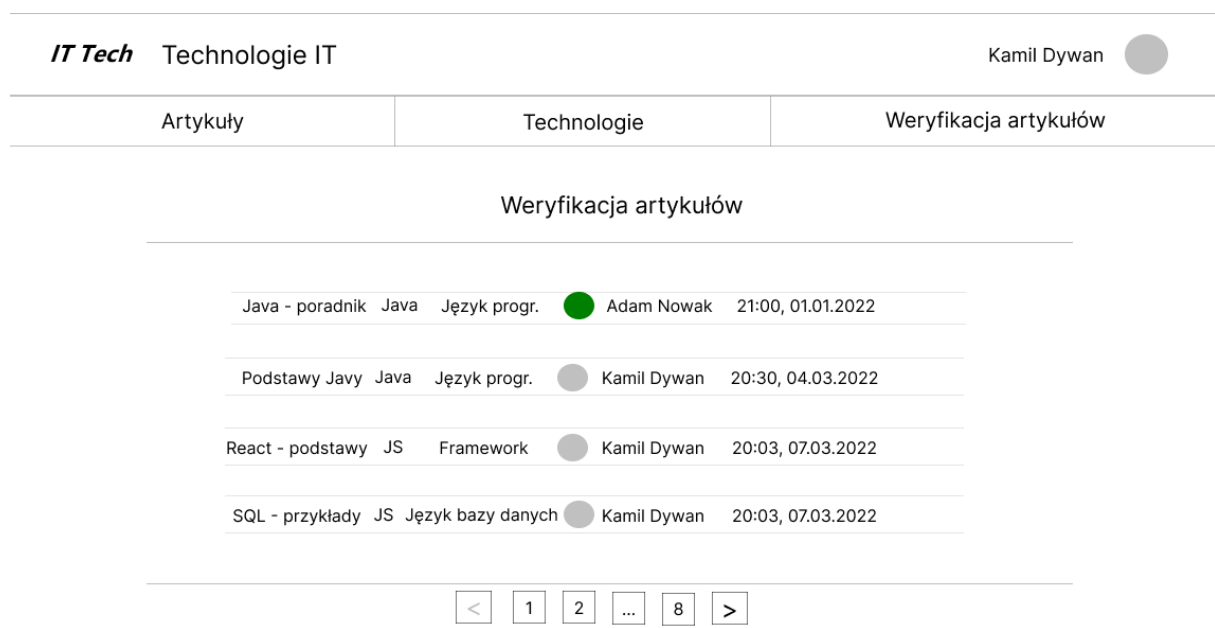 IT Tech Technologie IT Kamil Dywan
Artykuły Technologie Weryfikacja artykułów
Weryfikacja artykułów
Java - poradnik Java Język progr. Adam Nowak 21:00, 01.01.2022
Podstawy Javy Java Język progr. Kamil Dywan 20:30, 04.03.2022
React - podstawy JS Framework Kamil Dywan 20:03, 07.03.2022
SQL - przykłady JS Język bazy danych Kamil Dywan 20:03, 07.03.2022
< 1 2 ... 8 >